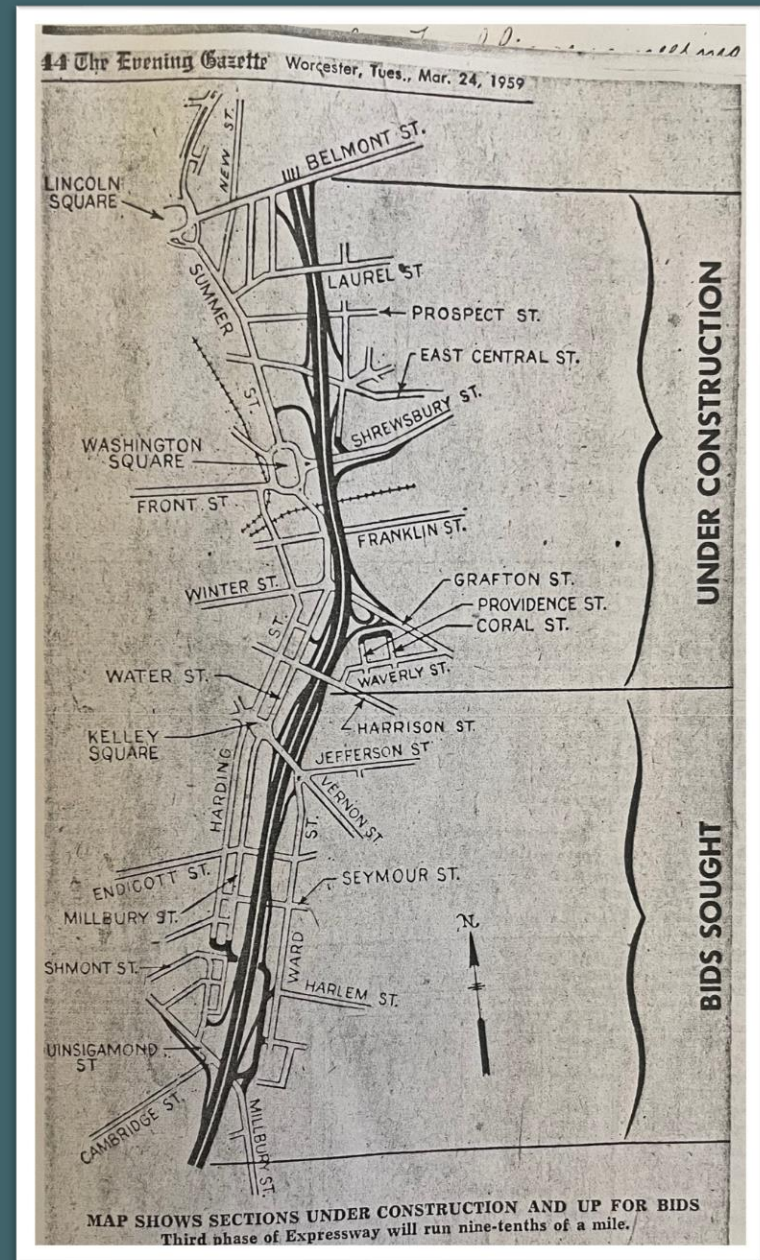 44 The Evening Gazette Worcester, Tues., Mar. 24, 1959
BELMONT ST.
NEW ST.
LINCOLN
SQUARE
SUMMER
ST.
LAUREL ST
PROSPECT ST.
EAST CENTRAL ST.
SHREWSBURY ST.
WASHINGTON
SQUARE
FRONT ST
FRANKLIN ST.
WINTER ST.
GRAFTON ST.
PROVIDENCE ST.
CORAL ST.
ST.
WAVERLY ST.
WATER ST.
HARRISON ST.
KELLEY
SQUARE
JEFFERSON ST
VERNON ST
HARDING
ST.
ENDICOTT ST.
SEYMOUR ST.
MILLBURY ST.
WARD
N
SHMONT ST.
HARLEM ST.
UINSIGAMOND
ST
CAMBRIDGE ST.
MILLBURY ST.
UNDER CONSTRUCTION
BIDS SOUGHT
MAP SHOWS SECTIONS UNDER CONSTRUCTION AND UP FOR BIDS
Third phase of Expressway will run nine-tenths of a mile.